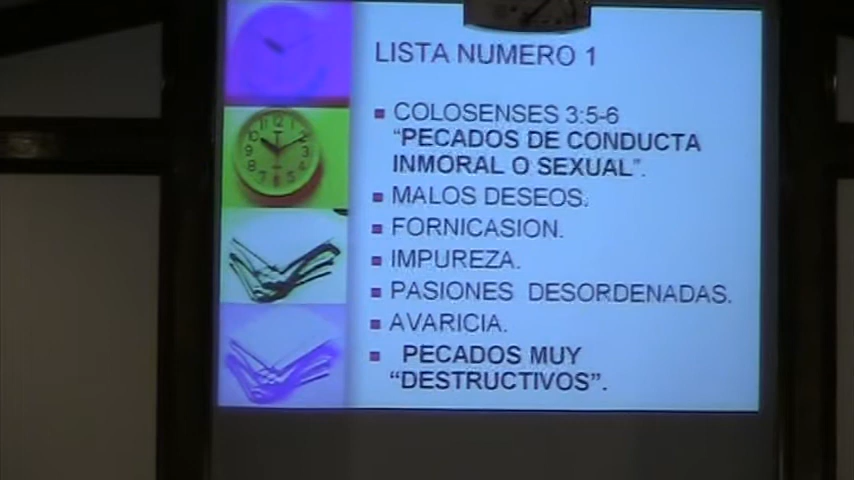 LISTA NUMERO 1
COLOSENSES 3:5-6
"PECADOS DE CONDUCTA
INMORAL O SEXUAL".
MALOS DESEOS.
FORNICASION.
IMPUREZA.
PASIONES DESORDENADAS.
AVARICIA.
PECADOS MUY
"DESTRUCTIVOS".